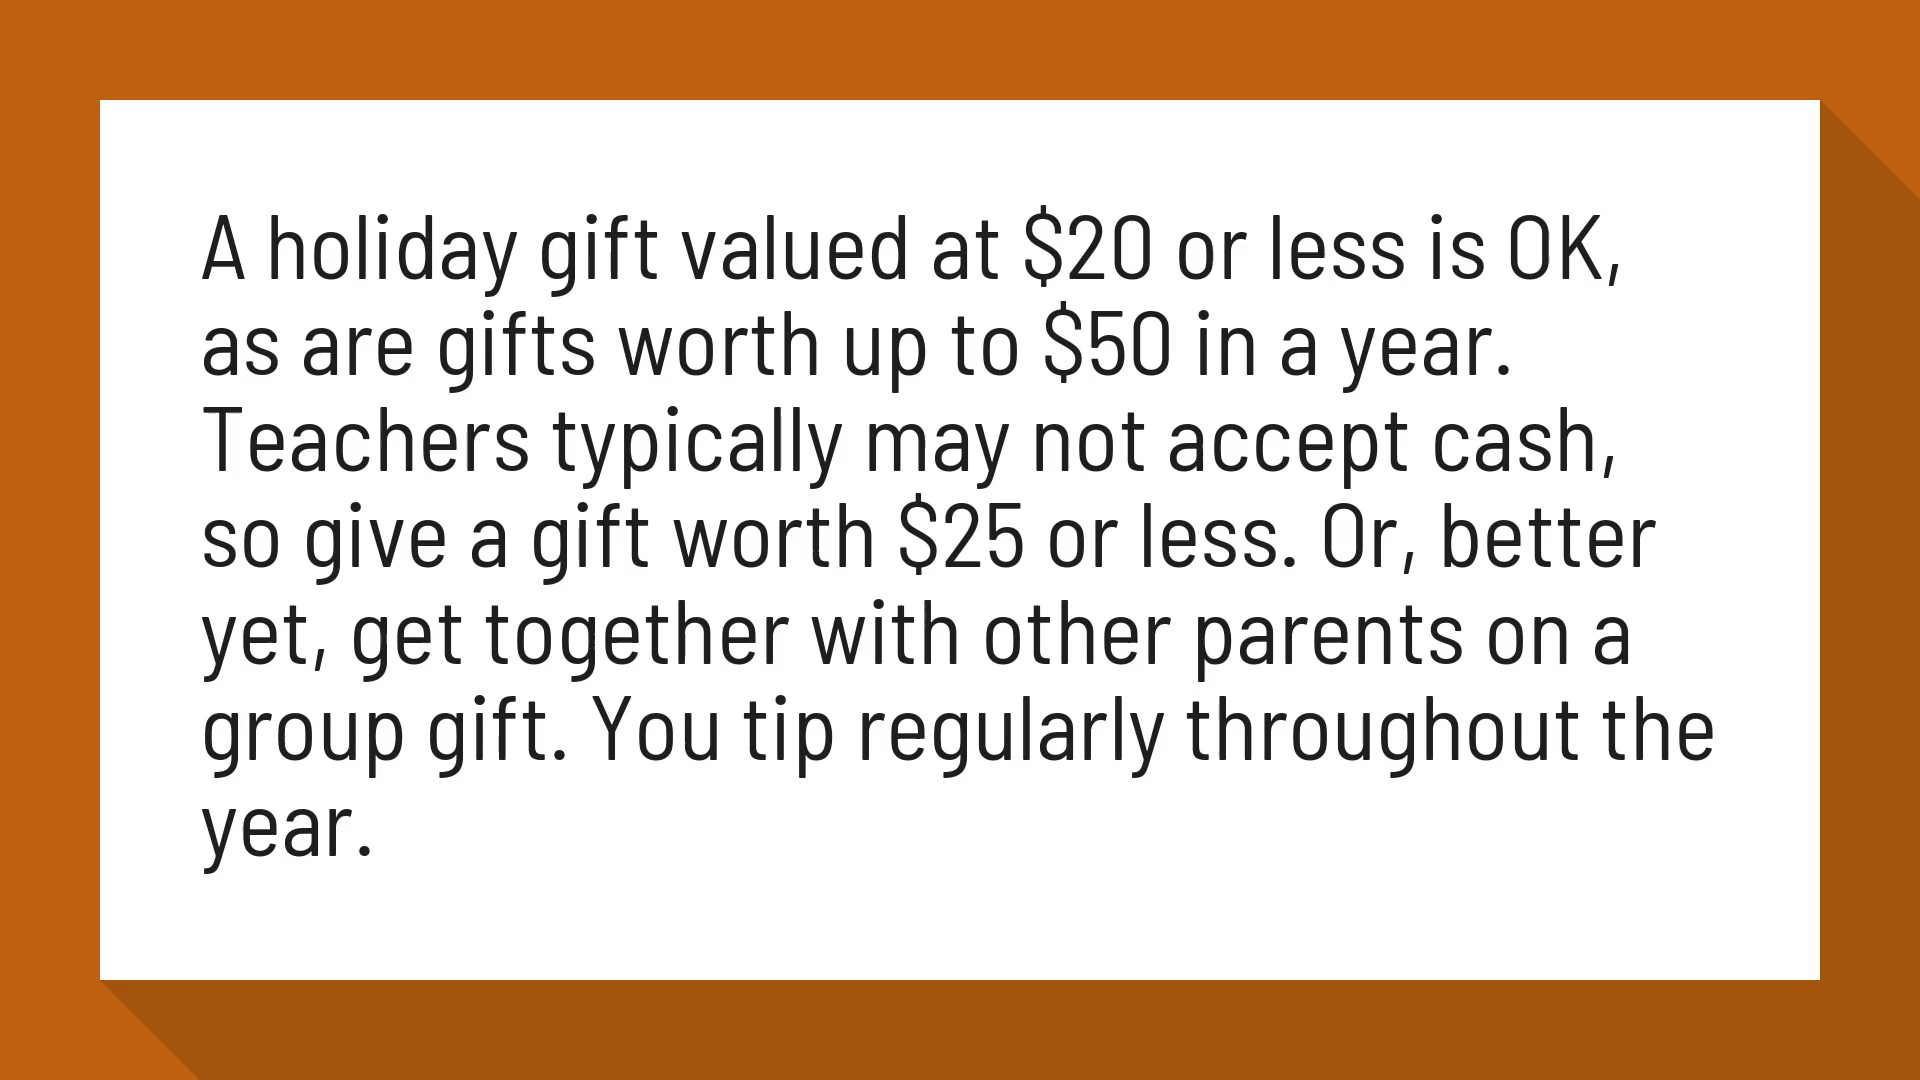 A holiday gift valued at $20 or less is OK,
as are gifts worth up to $50 in a year.
Teachers typically may not accept cash,
so give a gift worth $25 or less. Or, better
yet, get together with other parents on a
group gift. You tip regularly throughout the
year.